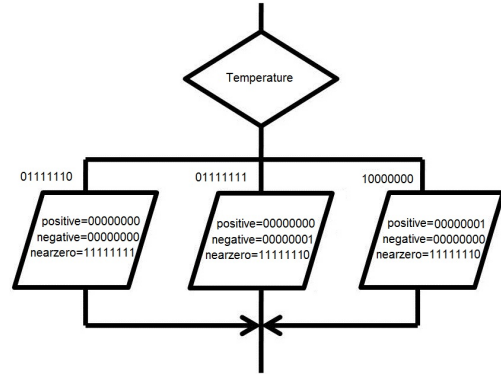 Temperature
01111110
01111111
10000000
positive=00000000
negative=00000000
nearzero=11111111
positive=00000000
negative=00000001
nearzero=11111110
positive=00000001
negative=00000000
nearzero=11111110